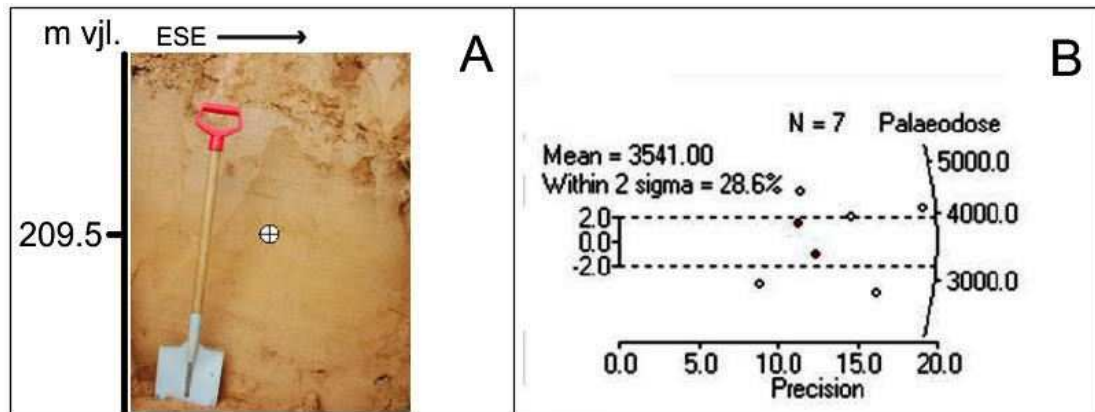 m vjl.
ESE
A
209.5
B
N = 7 Palaeodose
Mean = 3541.00
Within 2 sigma = 28.6%
5000.0
4000.0
3000.0
2.0
0.0
-2.0
0.0 5.0 10.0 15.0 20.0
Precision